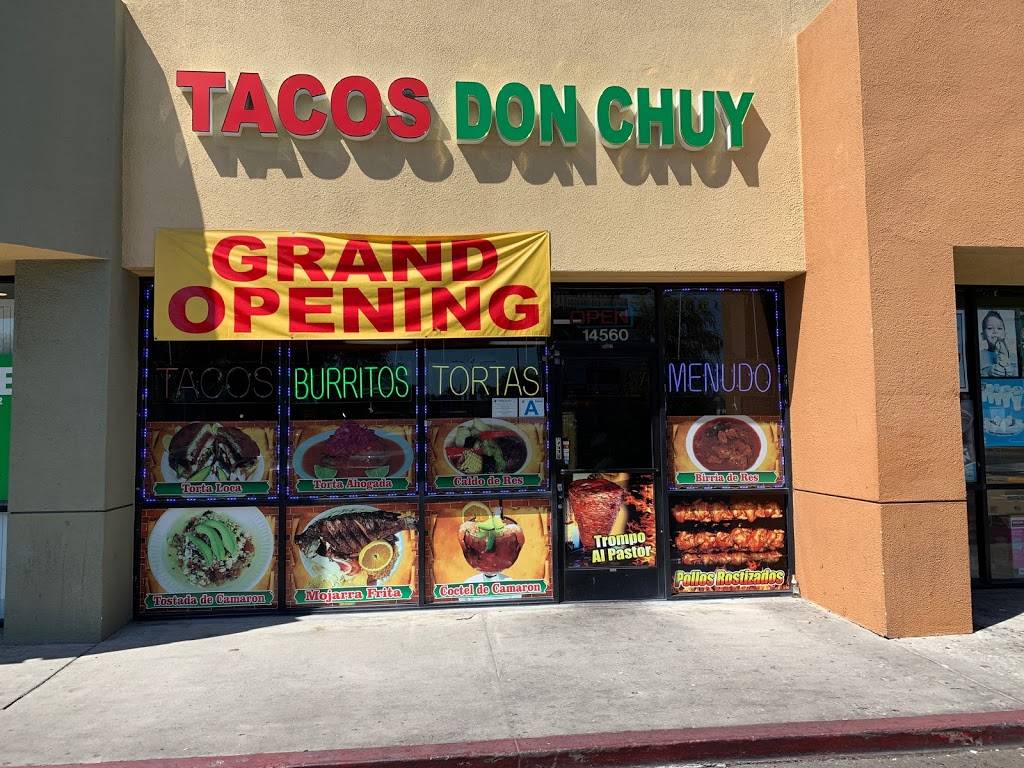 TACOS DON CHUY
GRAND
OPENING
OPEN
14560
TACOS
BURRITOS
TORTAS
MENUDO
A
Torta Loca
Torta Ahogada
Caldo de Res
Birria de Res
Trompo
Al Pastor
Tostada de Camaron
Mojarra Frita
Coctel de Camaron
Pollos Rostizados
E